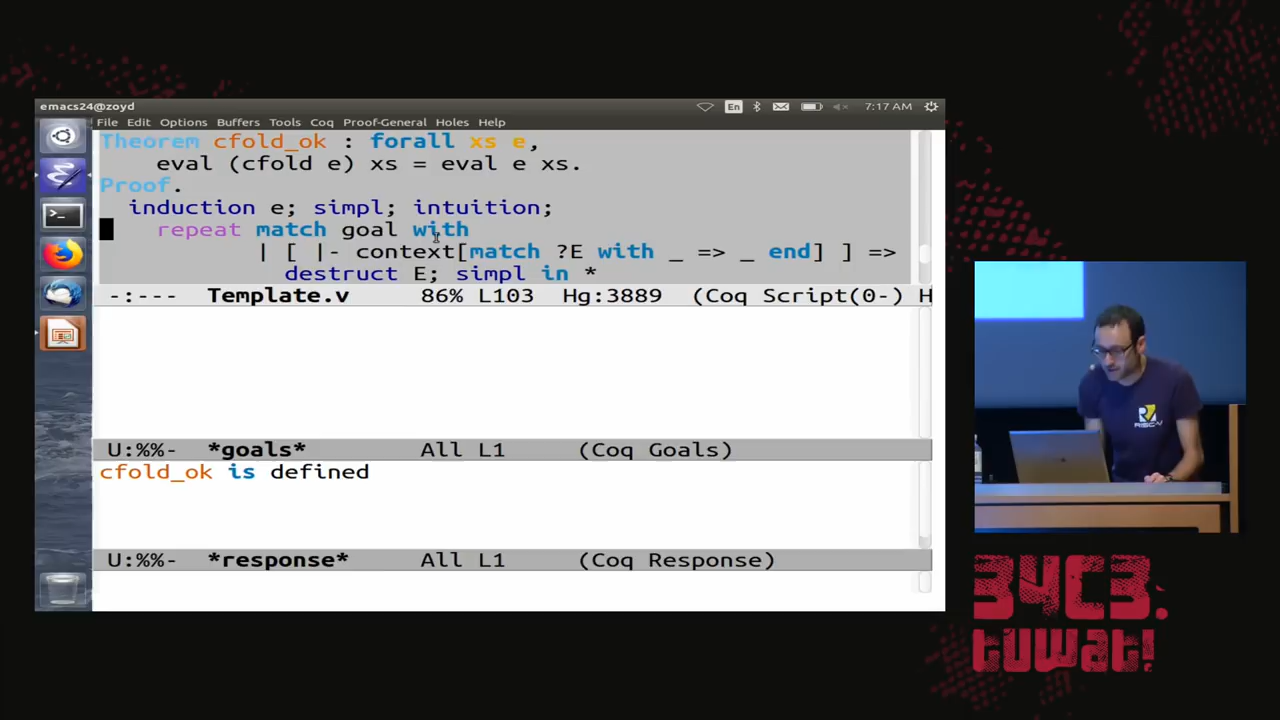 emacs24@zoyd
En
7:17 AM
File Edit Options Buffers Tools Coq Proof-General Holes Help
Theorem cfold_ok : forall xs e,
eval (cfold e) xs = eval e xs.
Proof.
induction e; simpl; intuition;
repeat match goal with
| [ |- context[match ?E with _ => _ end] ] =>
destruct E; simpl in *
-:--- Template.v 86% L103 Hg:3889 (Coq Script(0-) H
U:%%- *goals* All L1 (Coq Goals)
cfold_ok is defined
U:%%- *response* All L1 (Coq Response)
RISC-V
34C3.
tuwat!